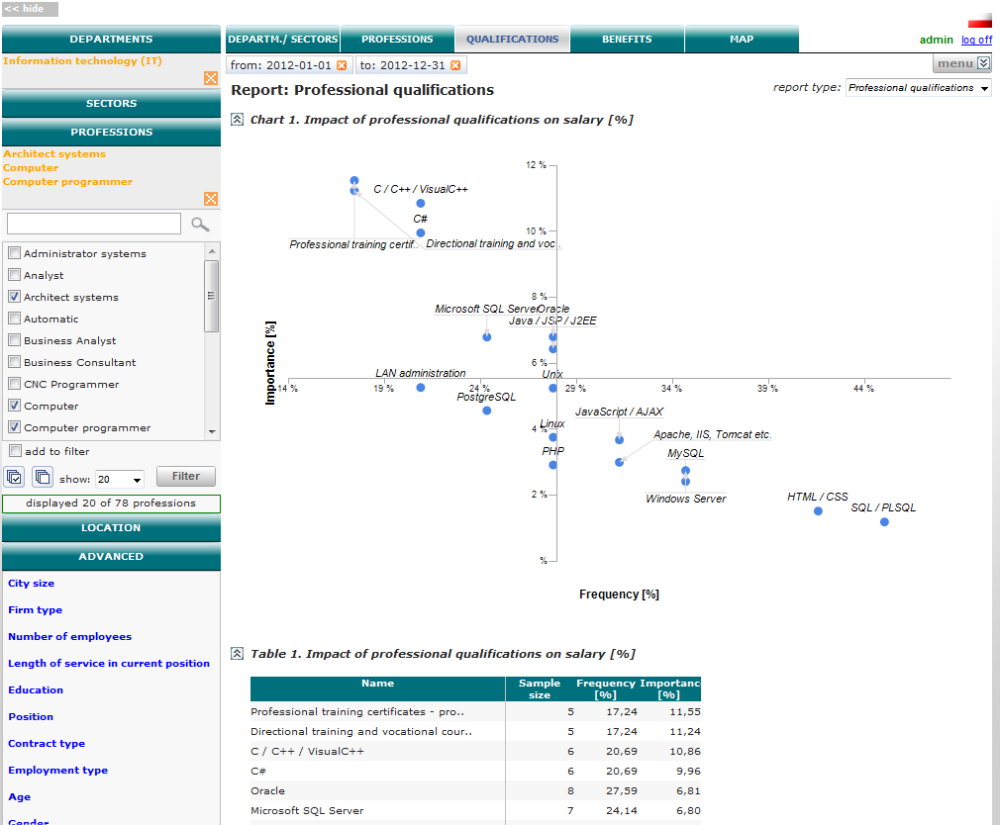 << hide
DEPARTMENTS
Information technology (IT)
SECTORS
PROFESSIONS
Architect systems
Computer
Computer programmer
Administrator systems
Analyst
Architect systems
Automatic
Business Analyst
Business Consultant
CNC Programmer
Computer
Computer programmer
add to filter
show: 20 Filter
displayed 20 of 78 professions
LOCATION
ADVANCED
City size
Firm type
Number of employees
Length of service in current position
Education
Position
Contract type
Employment type
Age
Gender
DEPARTM./ SECTORS PROFESSIONS QUALIFICATIONS BENEFITS MAP
admin log off
from: 2012-01-01 to: 2012-12-31
menu
Report: Professional qualifications
report type: Professional qualifications
Chart 1. Impact of professional qualifications on salary [%]
12 %
C / C++ / VisualC++
C#
10 %
Professional training certif.. Directional training and voc..
8 %
Microsoft SQL Server Oracle
Java / JSP / J2EE
6 %
LAN administration Unix
Importance [%]
14 % 19 % 24 % 29 % 34 % 39 % 44 %
PostgreSQL
JavaScript / AJAX
4 %
Linux
Apache, IIS, Tomcat etc.
PHP
MySQL
2 %
Windows Server
HTML / CSS
SQL / PLSQL
%
Frequency [%]
Table 1. Impact of professional qualifications on salary [%]
Name Sample size Frequency [%] Importanc [%]
Professional training certificates - pro.. 5 17,24 11,55
Directional training and vocational cour.. 5 17,24 11,24
C / C++ / VisualC++ 6 20,69 10,86
C# 6 20,69 9,96
Oracle 8 27,59 6,81
Microsoft SQL Server 7 24,14 6,80